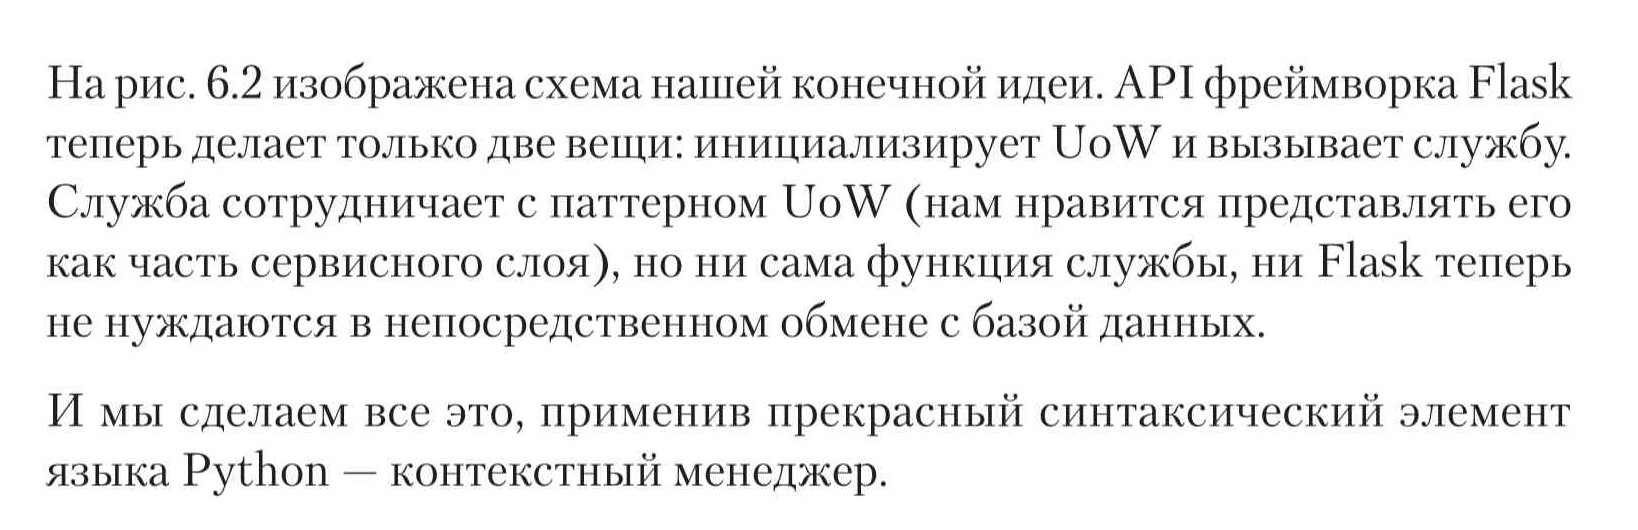 На рис. 6.2 изображена схема нашей конечной идеи. API фреймворка Flask
теперь делает только две вещи: инициализирует UoW и вызывает службу.
Служба сотрудничает с паттерном UoW (нам нравится представлять его
как часть сервисного слоя), но ни сама функция службы, ни Flask теперь
не нуждаются в непосредственном обмене с базой данных.
И мы сделаем все это, применив прекрасный синтаксический элемент
языка Python — контекстный менеджер.